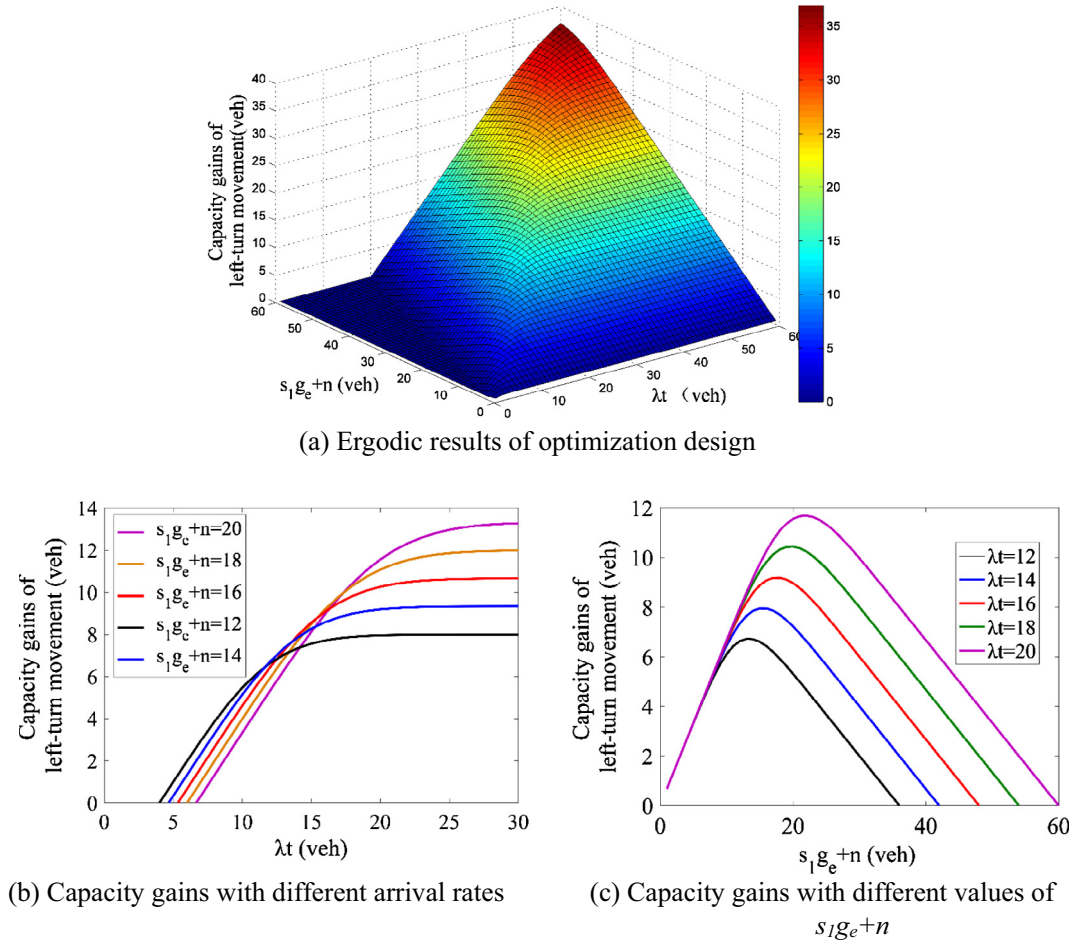 Capacity gains of
left-turn movement(veh)
40
35
30
25
20
15
10
5
0
60
50
40
30
20
10
0
s₁gₑ+n (veh)
0
10
20
30
40
50
60
λt （veh)
35
30
25
20
15
10
5
0
(a) Ergodic results of optimization design
Capacity gains of
left-turn movement (veh)
14
12
10
8
6
4
2
0
s₁g_c+n=20
s₁gₑ+n=18
s₁gₑ+n=16
s₁g_c+n=12
s₁gₑ+n=14
0 5 10 15 20 25 30
λt (veh)
(b) Capacity gains with different arrival rates
Capacity gains of
left-turn movement (veh)
12
10
8
6
4
2
0
λt=12
λt=14
λt=16
λt=18
λt=20
0 20 40 60
s₁gₑ+n (veh)
(c) Capacity gains with different values of
s₁gₑ+n